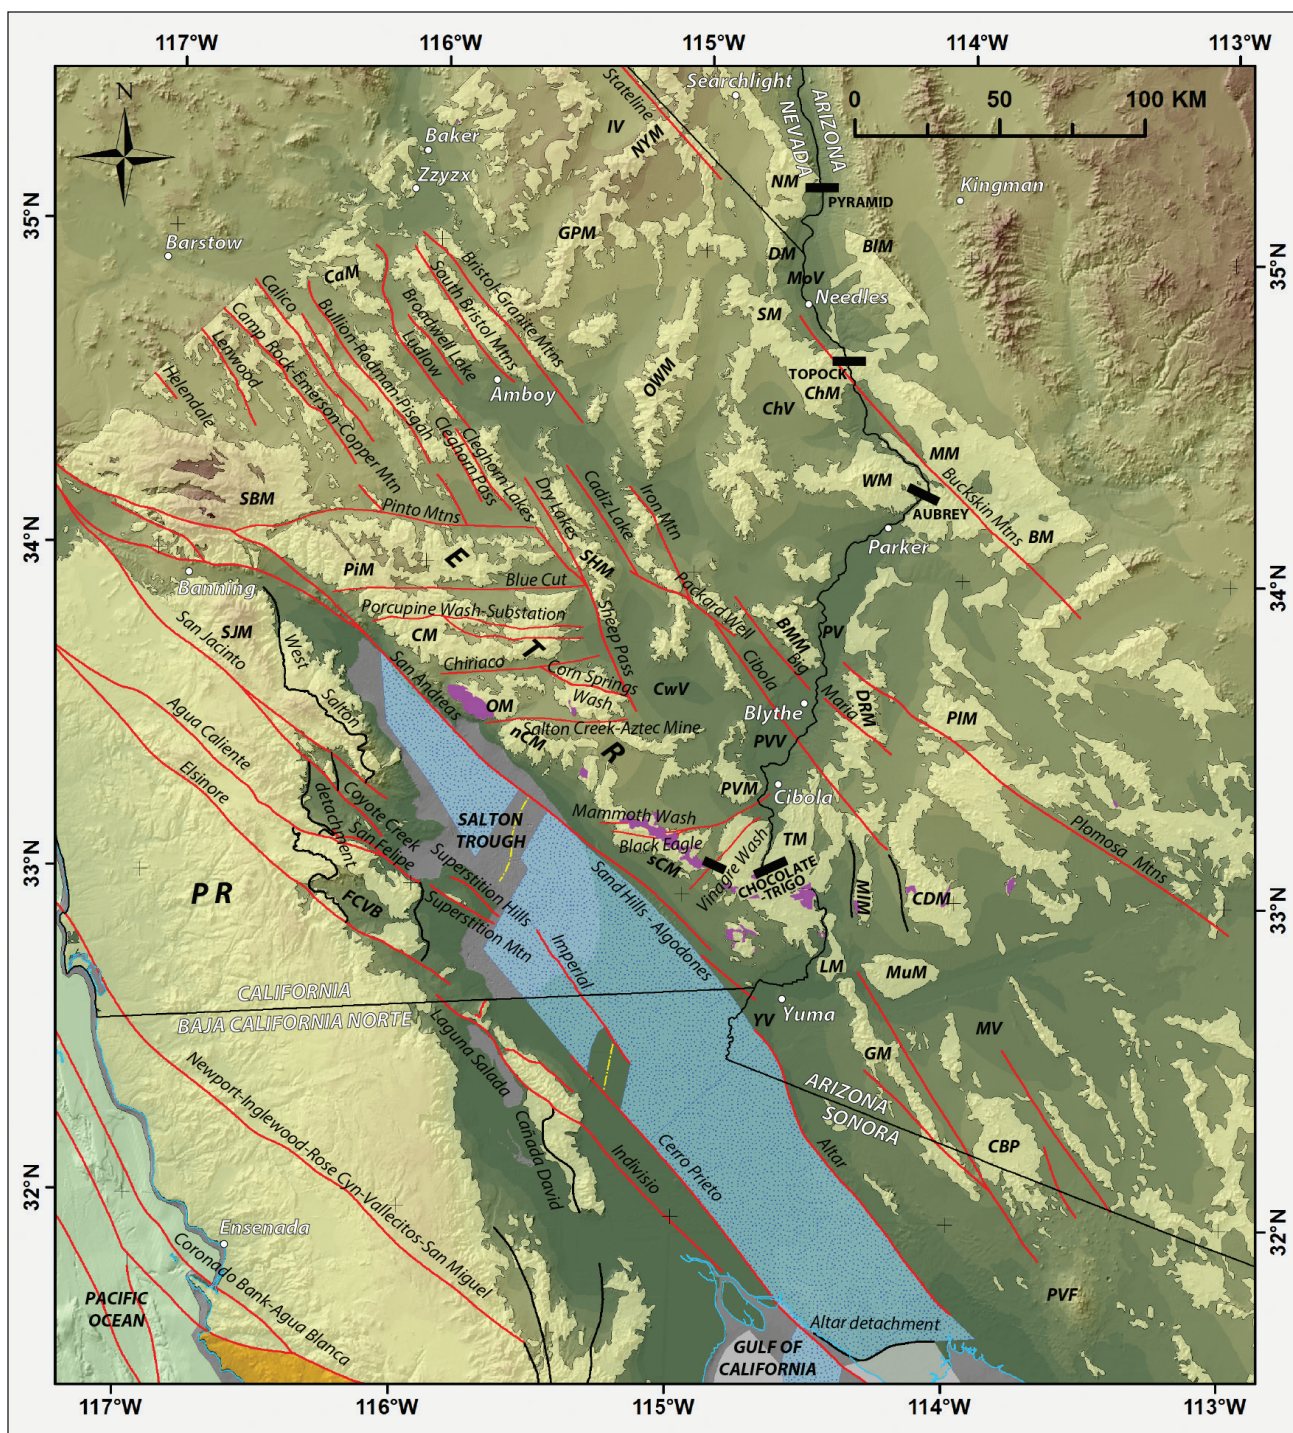 117°W
116°W
115°W
114°W
113°W
N
Stateline
Searchlight
0
50
100 KM
ARIZONA
NEVADA
IV
NYM
Baker
Zzyzx
NM
PYRAMID
Kingman
35°N
35°N
Barstow
GPM
DM
BIM
CaM
MoV
Needles
SM
Calico
Camp Rock-Emerson-Copper Mtn
Lenwood
Helendale
Bullion-Rodman-Pisgah
Broadwell Lake
Ludlow
South Bristol Mtns
Bristol-Granite Mtns
Amboy
OWM
TOPOCK
ChM
ChV
MM
WM
Buckskin Mtns
AUBREY
BM
Parker
SBM
Cleghorn Pass
Cleghorn Lakes
Dry Lakes
Cadiz Lake
Iron Mtn
Pinto Mtns
34°N
34°N
PiM
E
SHM
Blue Cut
Banning
Porcupine Wash-Substation
Sheep Pass
Packard Well
BMM
PV
SJM
San Jacinto
West
Salton
detachment
CM
T
Chiriaco
Corn Springs
Wash
CwV
Cibola
Big
Maria
DRM
PlM
San Andreas
OM
Salton Creek-Aztec Mine
nCM
R
Blythe
PVV
Agua Caliente
Elsinore
PVM
Cibola
SALTON
TROUGH
Mammoth Wash
Black Eagle
sCM
Vinagre Wash
TM
CHOCOLATE
-TRIGO
Plomosa Mtns
MIM
CDM
33°N
33°N
Coyote Creek
San Felipe
Superstition Hills
Superstition Mtn
P R
FCVB
Imperial
Sand Hills - Algodones
LM
MuM
CALIFORNIA
BAJA CALIFORNIA NORTE
Yuma
YV
MV
GM
Laguna Salada
ARIZONA
SONORA
Newport-Inglewood-Rose Cyn-Vallecitos-San Miguel
Canada David
Indivisio
Cerro Prieto
Altar
CBP
32°N
32°N
Ensenada
Coronado Bank-Agua Blanca
PACIFIC
OCEAN
PVF
Altar detachment
GULF OF
CALIFORNIA
117°W
116°W
115°W
114°W
113°W